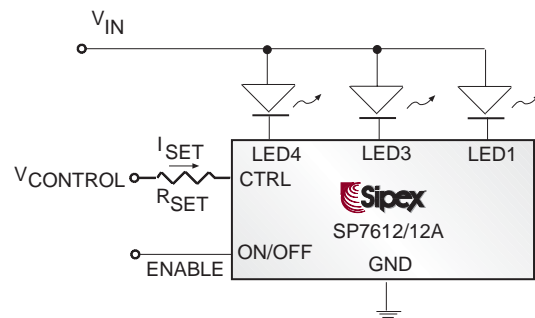 VIN
ISET
LED4 LED3 LED1
VCONTROL
CTRL
RSET
Sipex
SP7612/12A
ON/OFF
ENABLE
GND